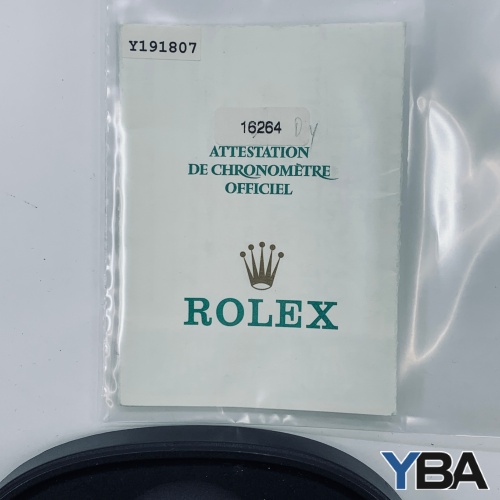 Y191807
16264
ATTESTATION
DE CHRONOMÈTRE
OFFICIEL
ROLEX
YBA